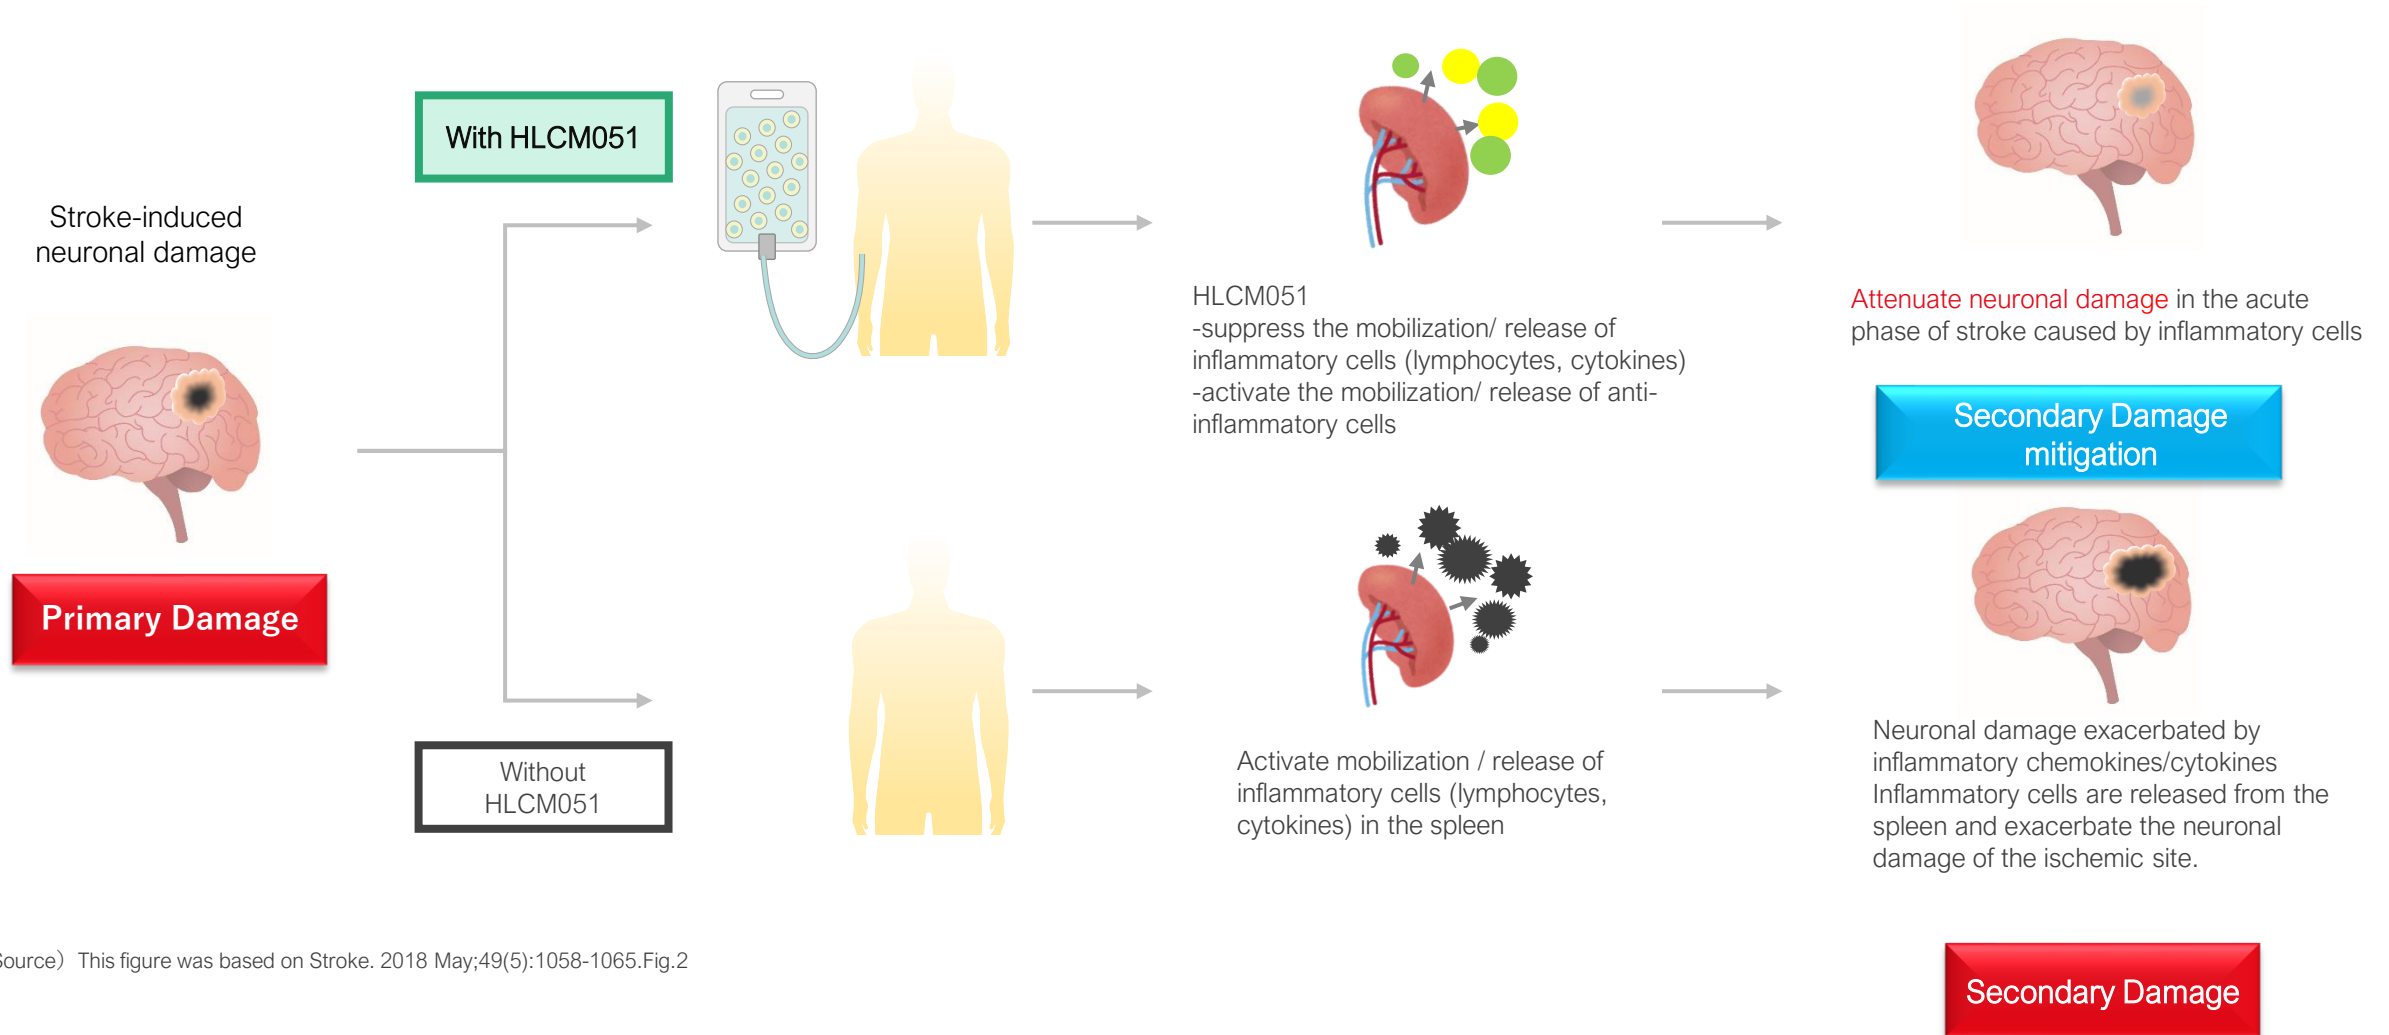 Stroke-induced
neuronal damage
Primary Damage
With HLCM051
HLCM051
-suppress the mobilization/ release of
inflammatory cells (lymphocytes, cytokines)
-activate the mobilization/ release of anti-
inflammatory cells
Attenuate neuronal damage in the acute
phase of stroke caused by inflammatory cells
Secondary Damage
mitigation
Without
HLCM051
Activate mobilization / release of
inflammatory cells (lymphocytes,
cytokines) in the spleen
Neuronal damage exacerbated by
inflammatory chemokines/cytokines
Inflammatory cells are released from the
spleen and exacerbate the neuronal
damage of the ischemic site.
Secondary Damage
Source）This figure was based on Stroke. 2018 May;49(5):1058-1065.Fig.2